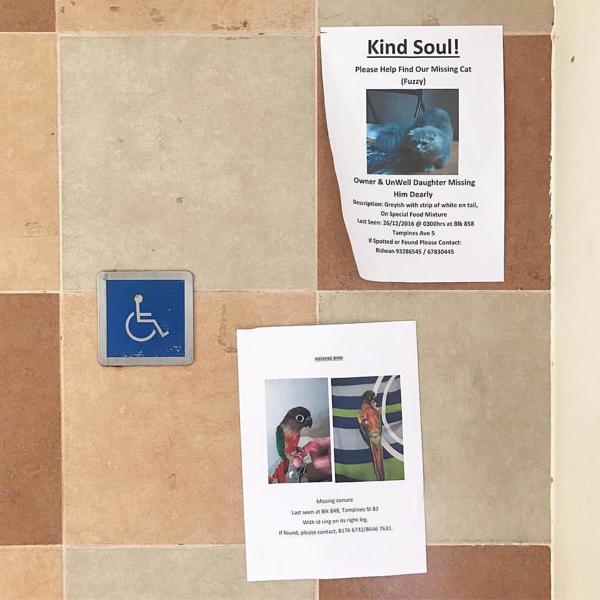 Kind Soul!
Please Help Find Our Missing Cat
(Fuzzy)
Owner & UnWell Daughter Missing
Him Dearly
Description: Greyish with strip of white on tail,
On Special Food Mixture
Last Seen: 26/12/2016 @ 0300hrs at Blk 858
Tampines Ave 5
If Spotted or Found Please Contact:
Ridwan 93286545 / 67830445
MISSING BIRD
Missing conure
Last seen at Blk 848, Tampines St 82
With id ring on its right leg.
If found, please contact, 8176 6732/8646 7631.